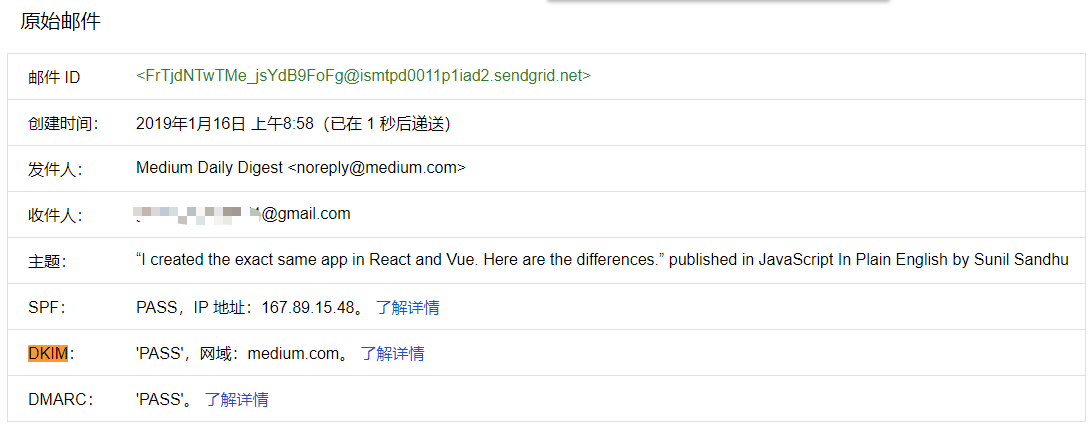 原始邮件
邮件 ID <FrTjdNTwTMe_jsYdB9FoFg@ismtpd0011p1iad2.sendgrid.net>
创建时间： 2019年1月16日 上午8:58（已在 1 秒后递送）
发件人： Medium Daily Digest <noreply@medium.com>
收件人： @gmail.com
主题： “I created the exact same app in React and Vue. Here are the differences.” published in JavaScript In Plain English by Sunil Sandhu
SPF： PASS，IP 地址：167.89.15.48。 了解详情
DKIM： 'PASS'，网域：medium.com。 了解详情
DMARC： 'PASS'。 了解详情